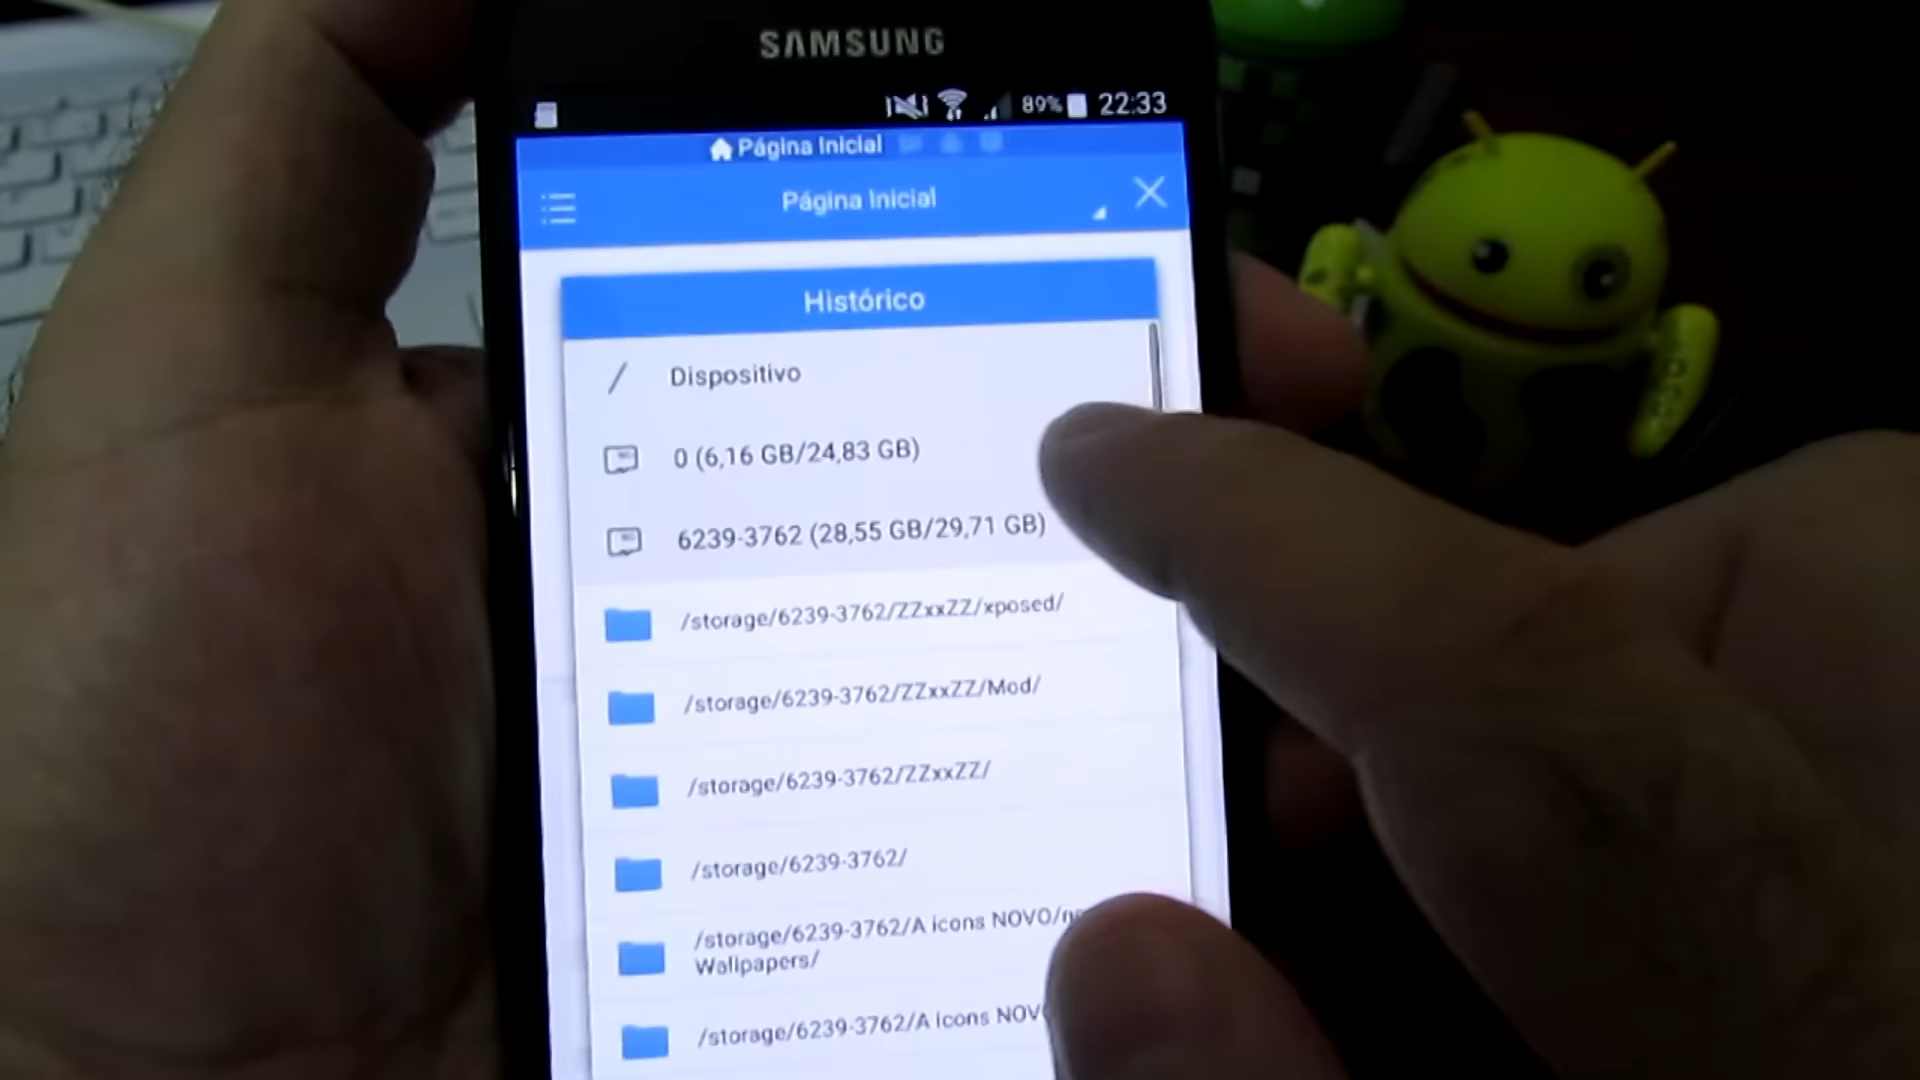 SAMSUNG
89% 22:33
Página Inicial
Página Inicial
Histórico
/ Dispositivo
0 (6,16 GB/24,83 GB)
6239-3762 (28,55 GB/29,71 GB)
/storage/6239-3762/ZZxxZZ/xposed/
/storage/6239-3762/ZZxxZZ/Mod/
/storage/6239-3762/ZZxxZZ/
/storage/6239-3762/
/storage/6239-3762/A icons NOVO/
Wallpapers/
/storage/6239-3762/A icons